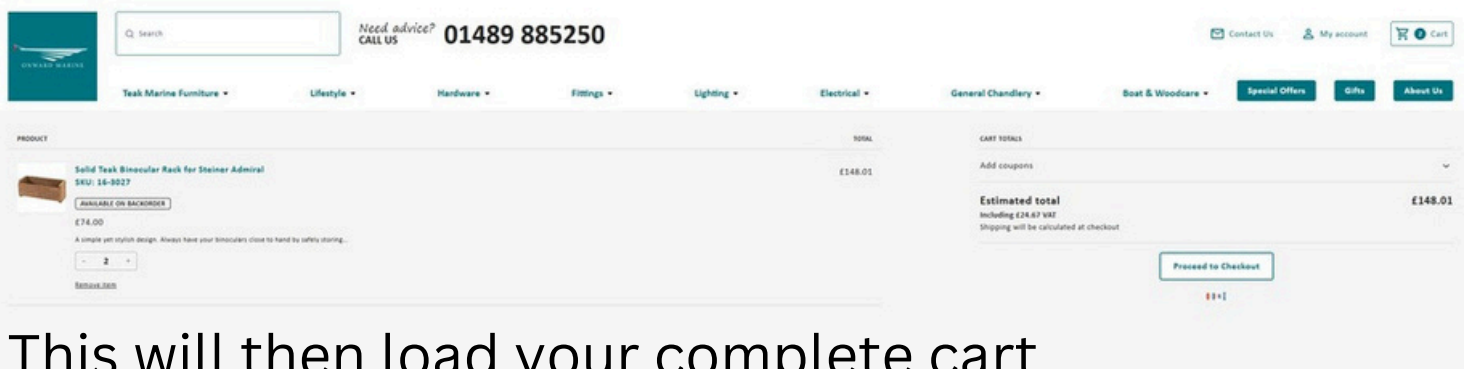 Search
Need advice?
CALL US
01489 885250
Contact Us
My account
2 Cart
ONWARD MARINE
Teak Marine Furniture
Lifestyle
Hardware
Fittings
Lighting
Electrical
General Chandlery
Boat & Woodcare
Special Offers
Gifts
About Us
PRODUCT TOTAL
Solid Teak Binocular Rack for Steiner Admiral £148.01
SKU: 16-3027
AVAILABLE ON BACKORDER
£74.00
A simple yet stylish design. Always have your binoculars close to hand by safely storing...
- 2 +
Remove item
CART TOTALS
Add coupons
Estimated total £148.01
Including £24.67 VAT
Shipping will be calculated at checkout
Proceed to Checkout
This will then load your complete cart